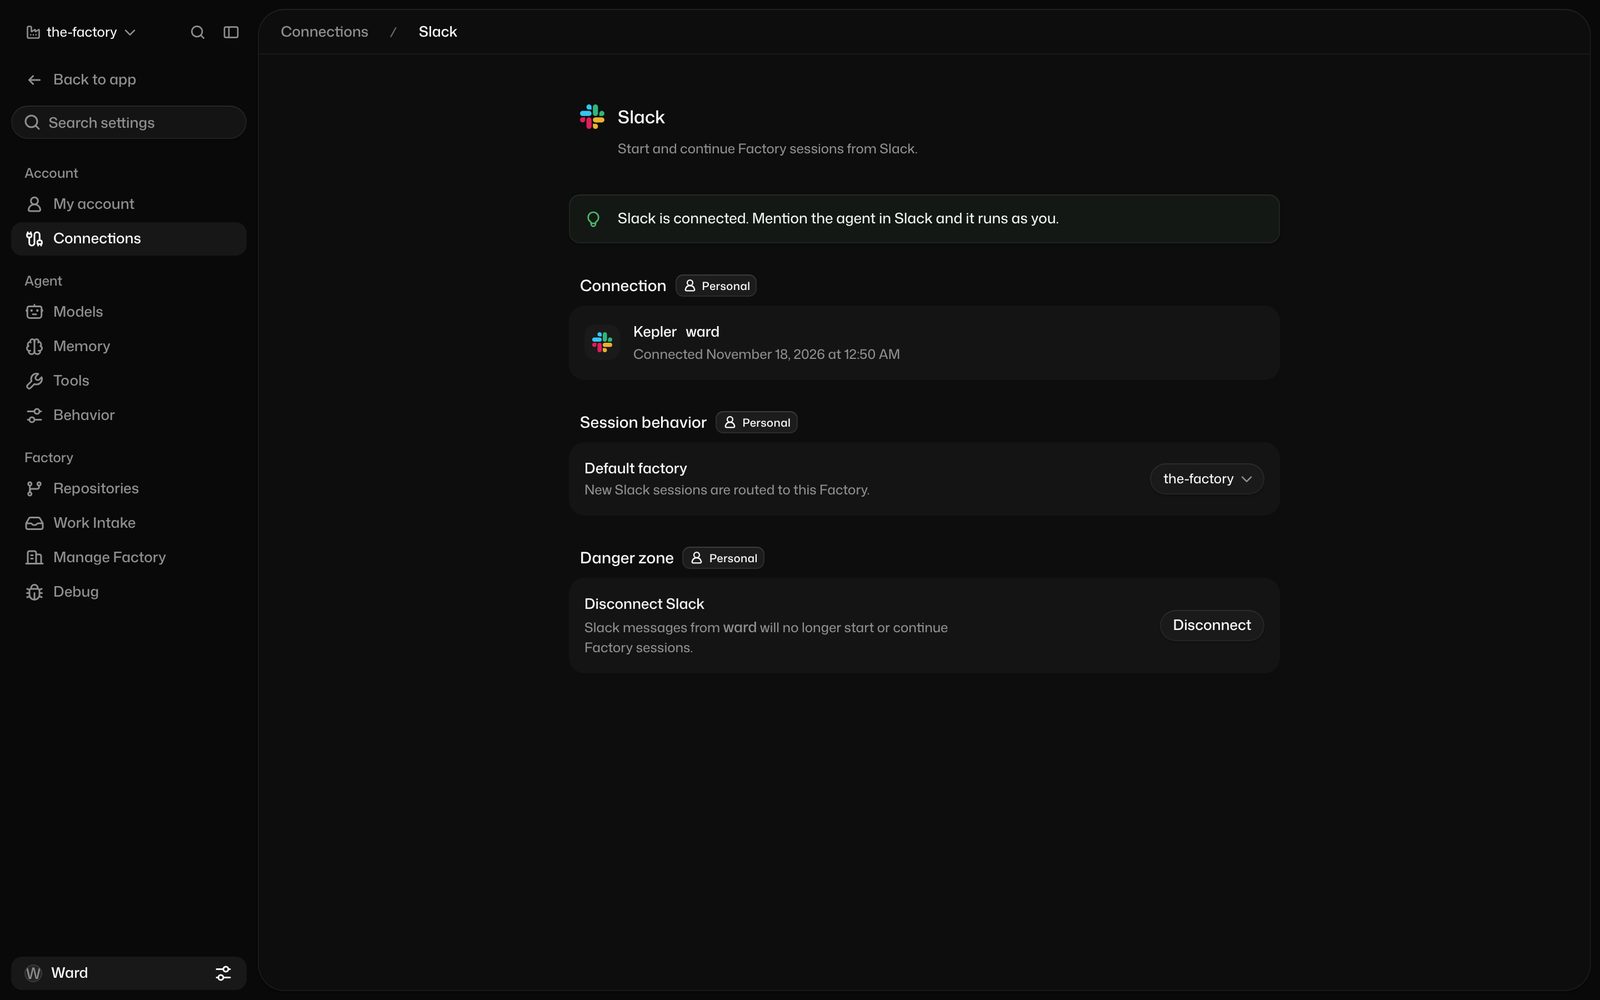 the-factory
Back to app
Search settings
Account
My account
Connections
Agent
Models
Memory
Tools
Behavior
Factory
Repositories
Work Intake
Manage Factory
Debug
W Ward
Connections / Slack
Slack
Start and continue Factory sessions from Slack.
Slack is connected. Mention the agent in Slack and it runs as you.
Connection Personal
Kepler ward
Connected November 18, 2026 at 12:50 AM
Session behavior Personal
Default factory
New Slack sessions are routed to this Factory.
the-factory
Danger zone Personal
Disconnect Slack
Slack messages from ward will no longer start or continue
Factory sessions.
Disconnect